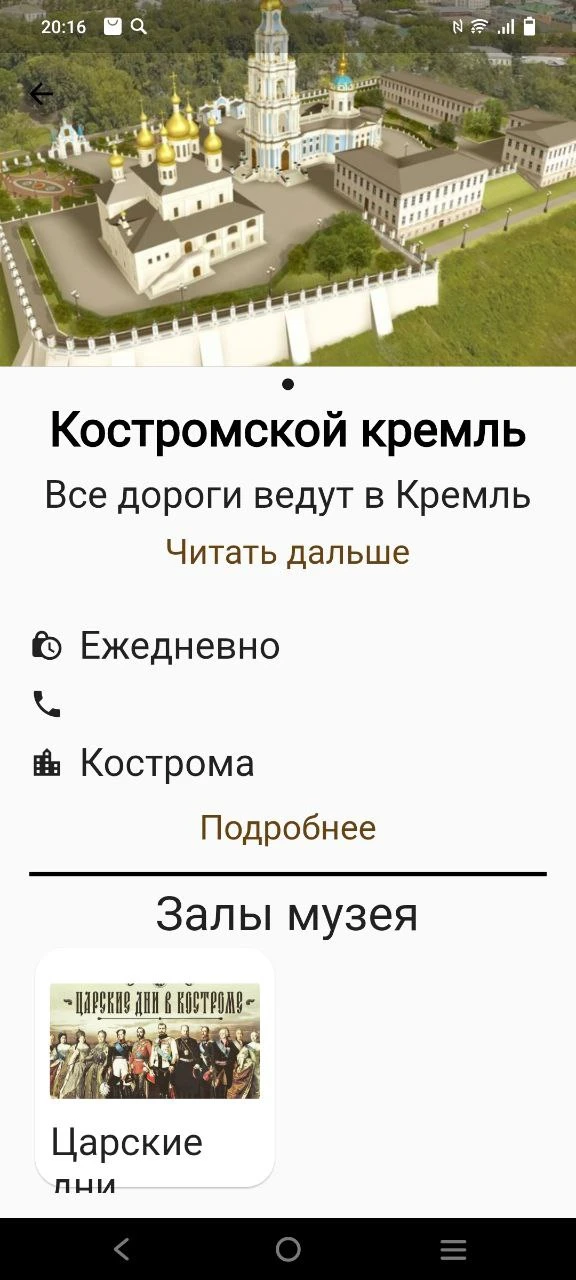 20:16
Костромской кремль
Все дороги ведут в Кремль
Читать дальше
Ежедневно
Кострома
Подробнее
Залы музея
ЦАРСКИЕ ДНИ В КОСТРОМЕ
Царские
дни